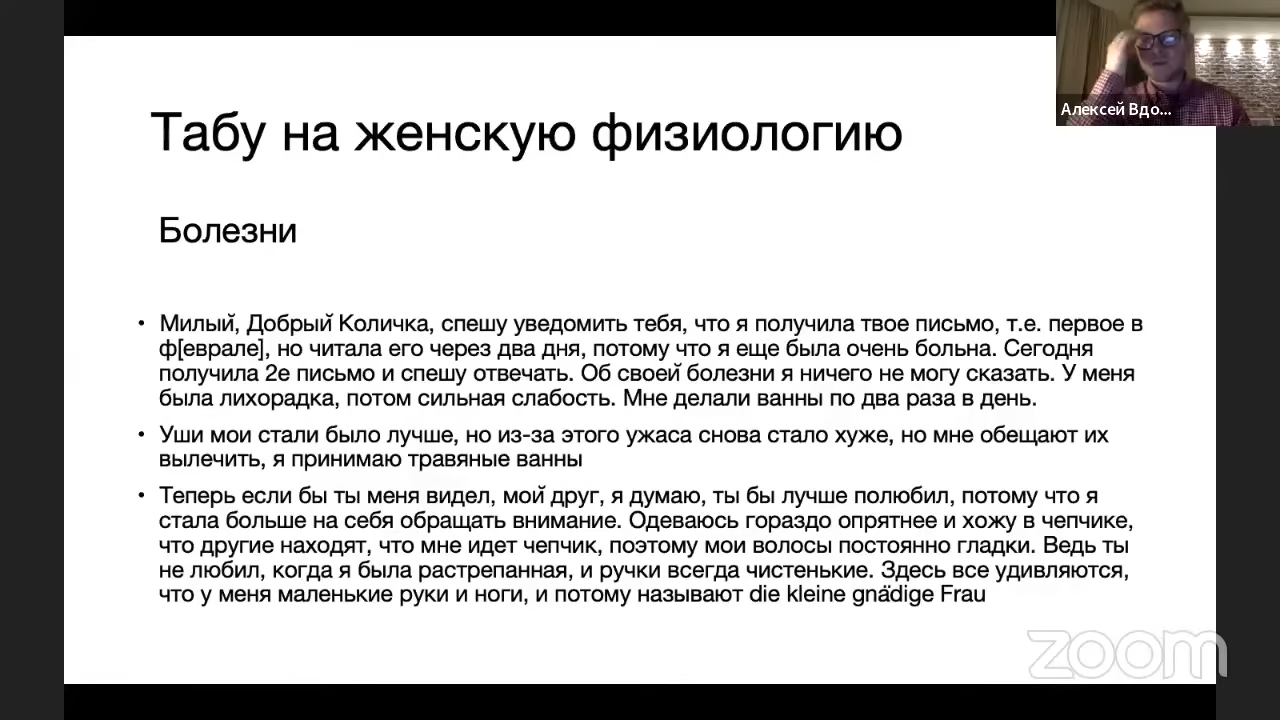 Алексей Вдо...
Табу на женскую физиологию
Болезни
• Милый, Добрый Количка, спешу уведомить тебя, что я получила твое письмо, т.е. первое в
ф[еврале], но читала его через два дня, потому что я еще была очень больна. Сегодня
получила 2е письмо и спешу отвечать. Об своей болезни я ничего не могу сказать. У меня
была лихорадка, потом сильная слабость. Мне делали ванны по два раза в день.
• Уши мои стали было лучше, но из-за этого ужаса снова стало хуже, но мне обещают их
вылечить, я принимаю травяные ванны
• Теперь если бы ты меня видел, мой друг, я думаю, ты бы лучше полюбил, потому что я
стала больше на себя обращать внимание. Одеваюсь гораздо опрятнее и хожу в чепчике,
что другие находят, что мне идет чепчик, поэтому мои волосы постоянно гладки. Ведь ты
не любил, когда я была растрепанная, и ручки всегда чистенькие. Здесь все удивляются,
что у меня маленькие руки и ноги, и потому называют die kleine gnädige Frau
zoom